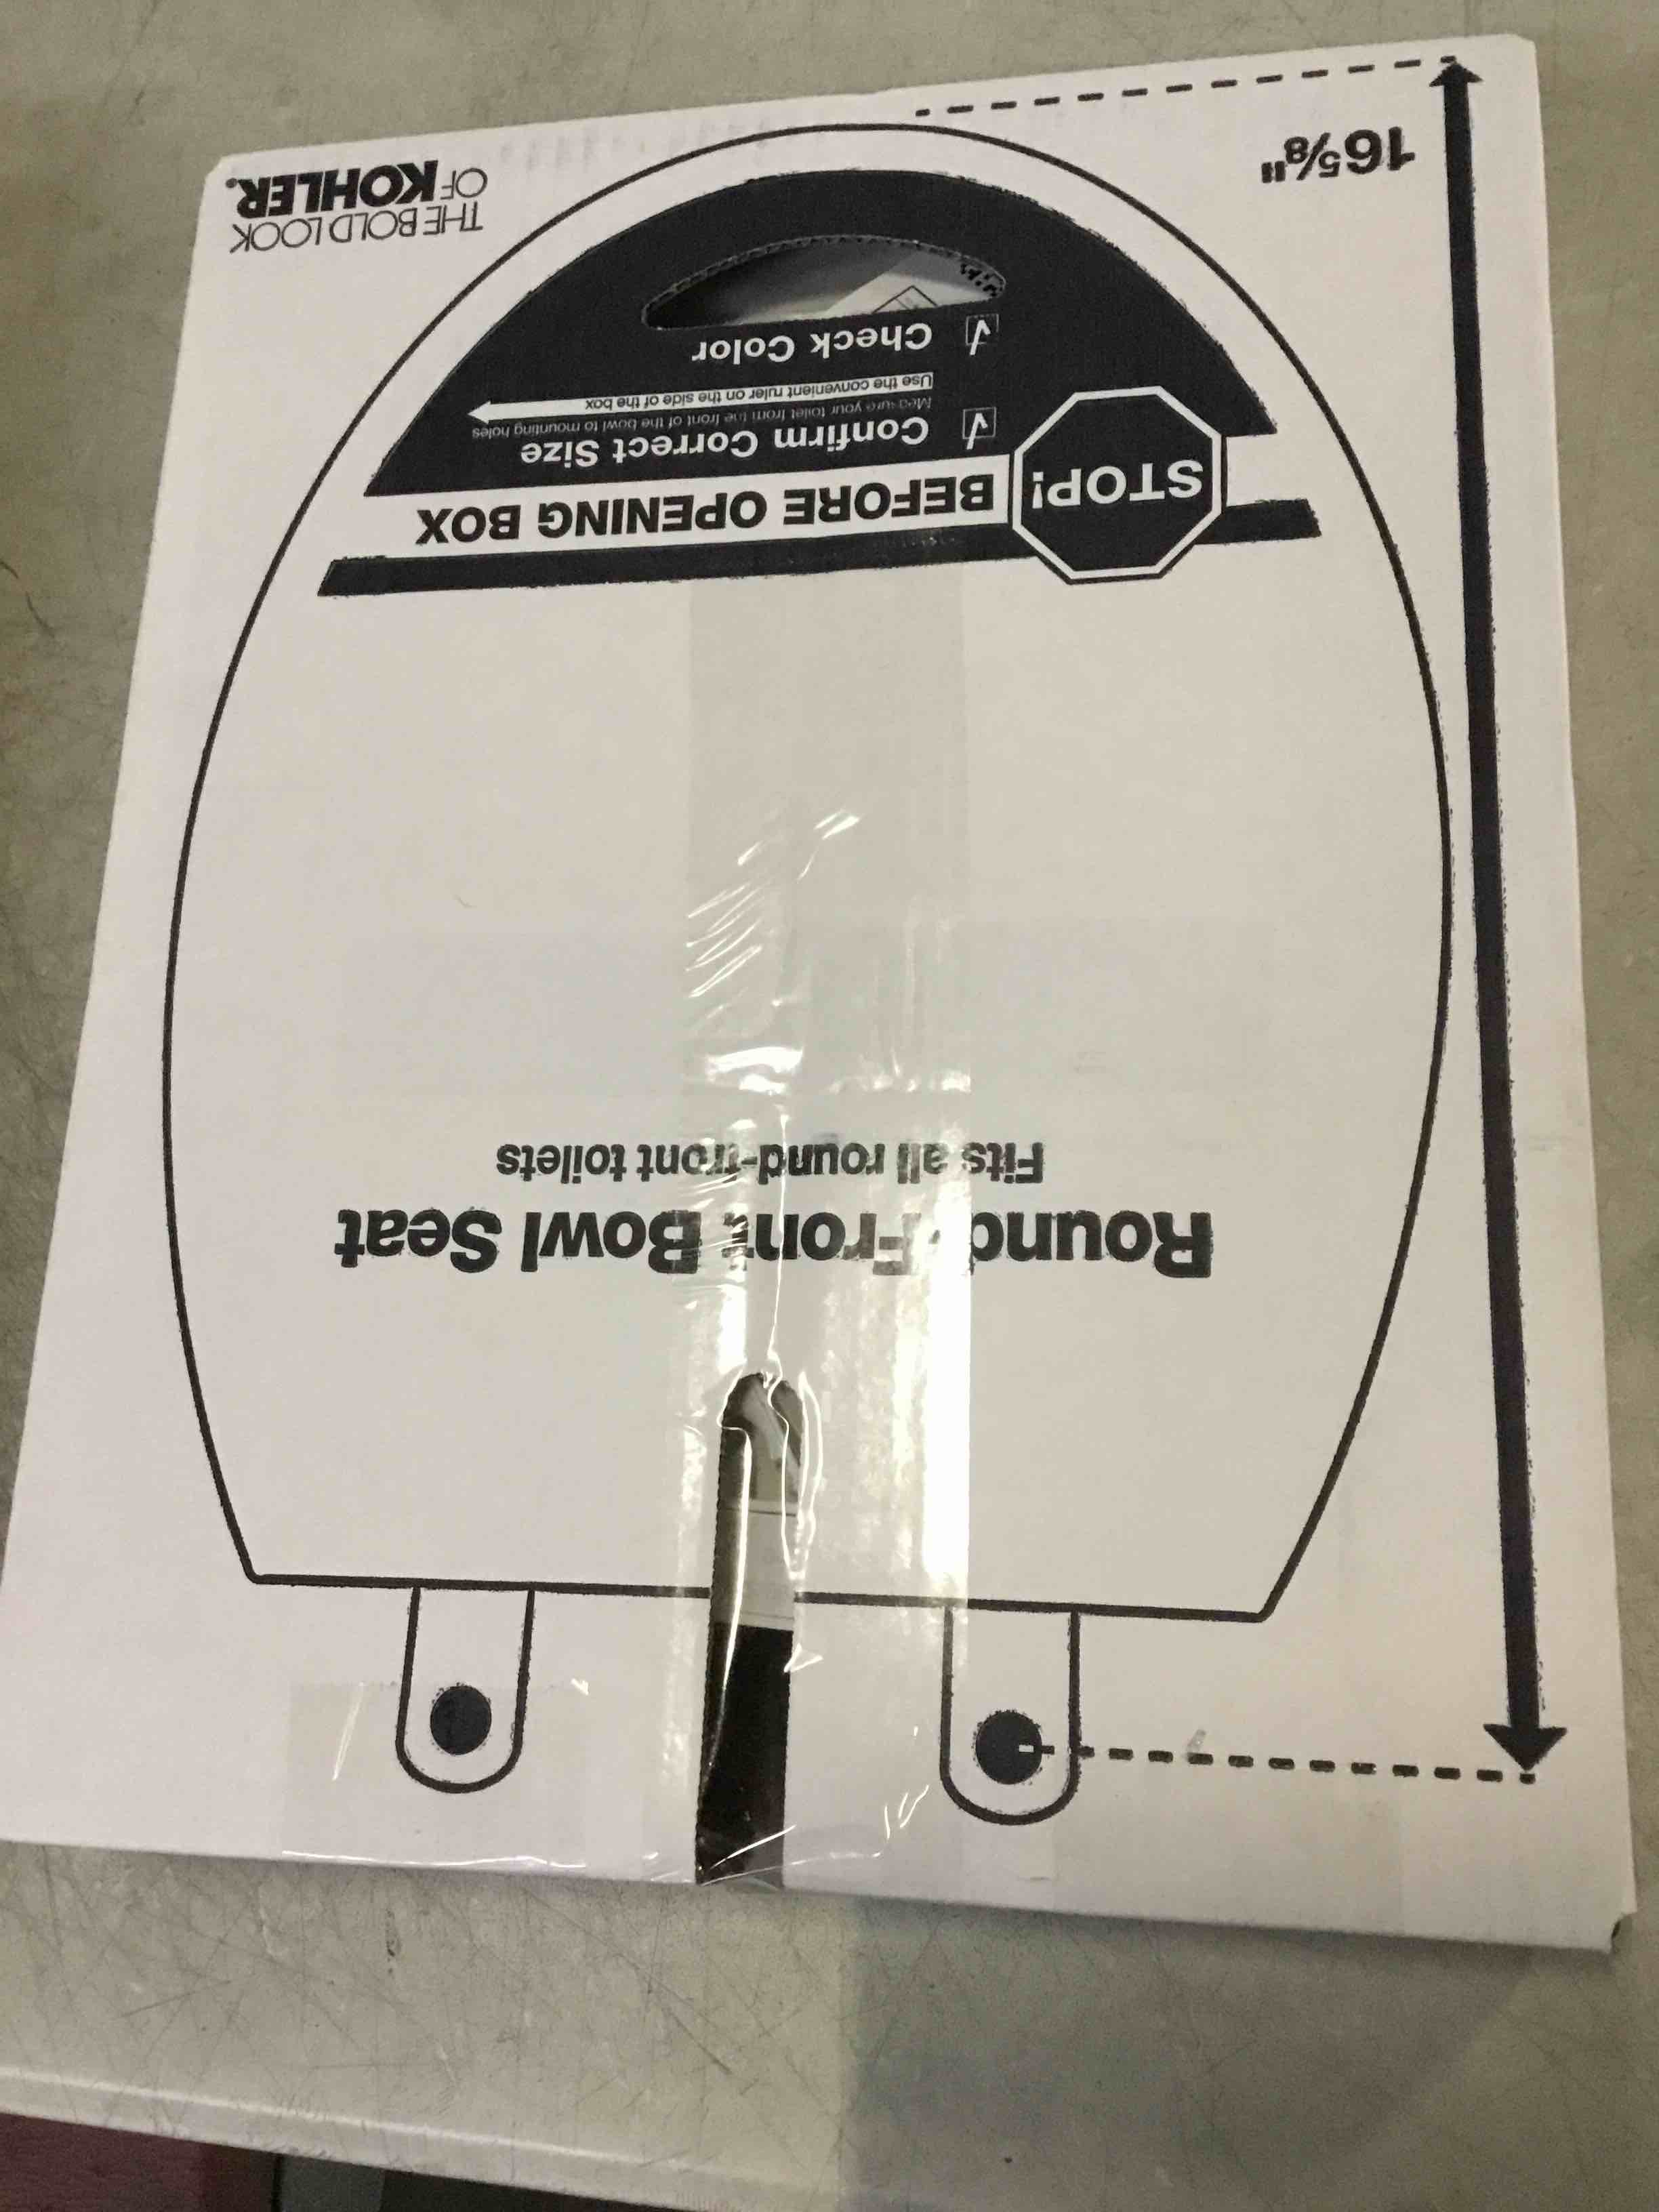 Round-Front Bowl Seat
Fits all round-front toilets
STOP! BEFORE OPENING BOX
Confirm Correct Size
Measure your toilet from the front of the bowl to mounting holes
Use the convenient ruler on the side of the box
Check Color
16⅝"
THE BOLD LOOK
OF KOHLER.